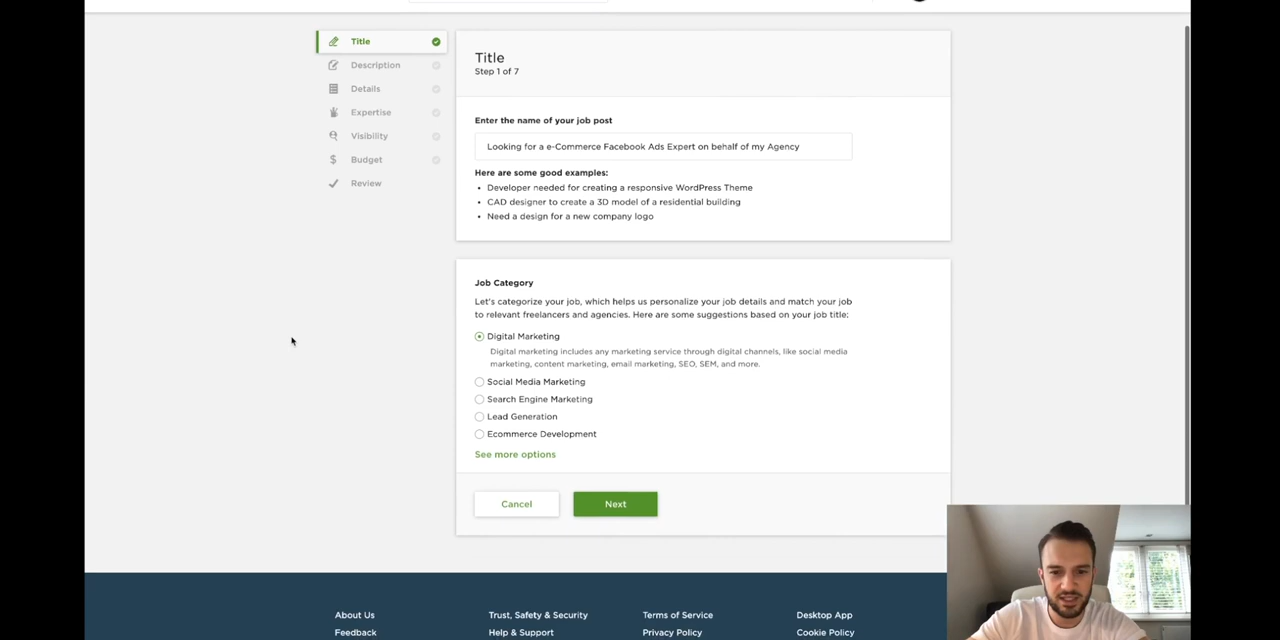 Title
Description
Details
Expertise
Visibility
$ Budget
Review
Title
Step 1 of 7
Enter the name of your job post
Looking for a e-Commerce Facebook Ads Expert on behalf of my Agency
Here are some good examples:
• Developer needed for creating a responsive WordPress Theme
• CAD designer to create a 3D model of a residential building
• Need a design for a new company logo
Job Category
Let's categorize your job, which helps us personalize your job details and match your job
to relevant freelancers and agencies. Here are some suggestions based on your job title:
Digital Marketing
Digital marketing includes any marketing service through digital channels, like social media
marketing, content marketing, email marketing, SEO, SEM, and more.
Social Media Marketing
Search Engine Marketing
Lead Generation
Ecommerce Development
See more options
Cancel Next
About Us Trust, Safety & Security Terms of Service Desktop App
Feedback Help & Support Privacy Policy Cookie Policy